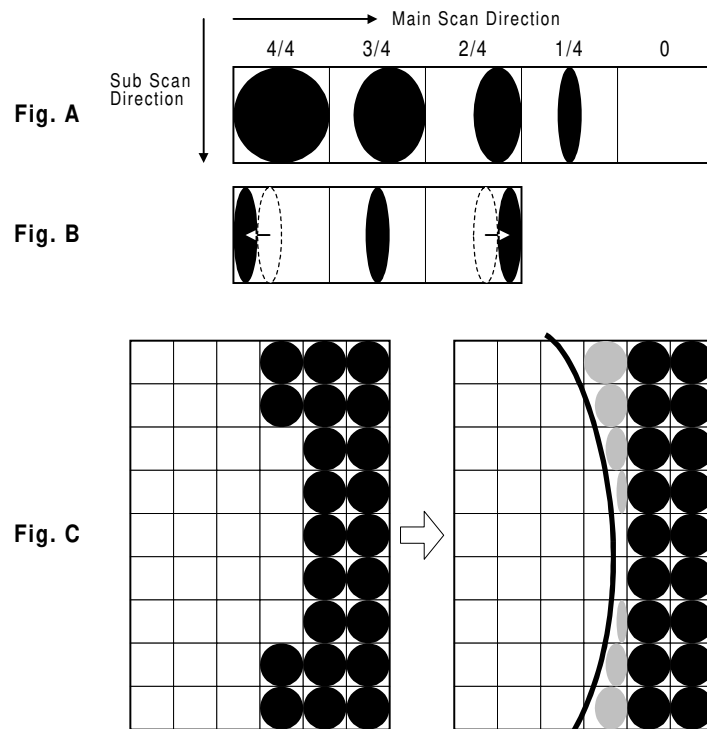 Main Scan Direction
4/4 3/4 2/4 1/4 0
Sub Scan
Direction
Fig. A
Fig. B
Fig. C